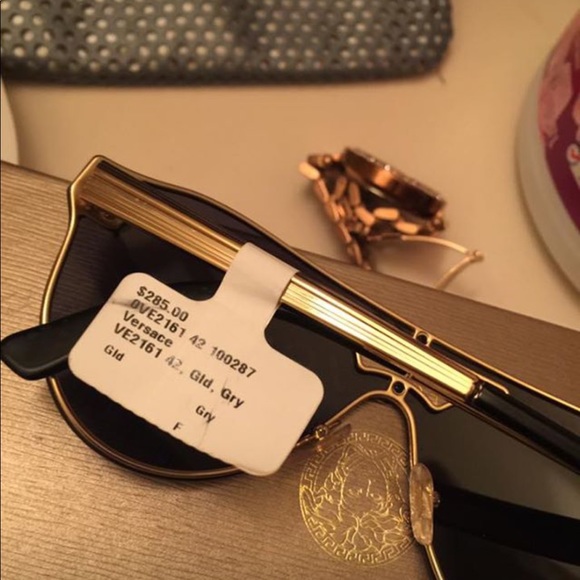 $285.00
0VE2161 42 100287
Versace
VE2161 42, Gld, Gry
Gld
Gry
F